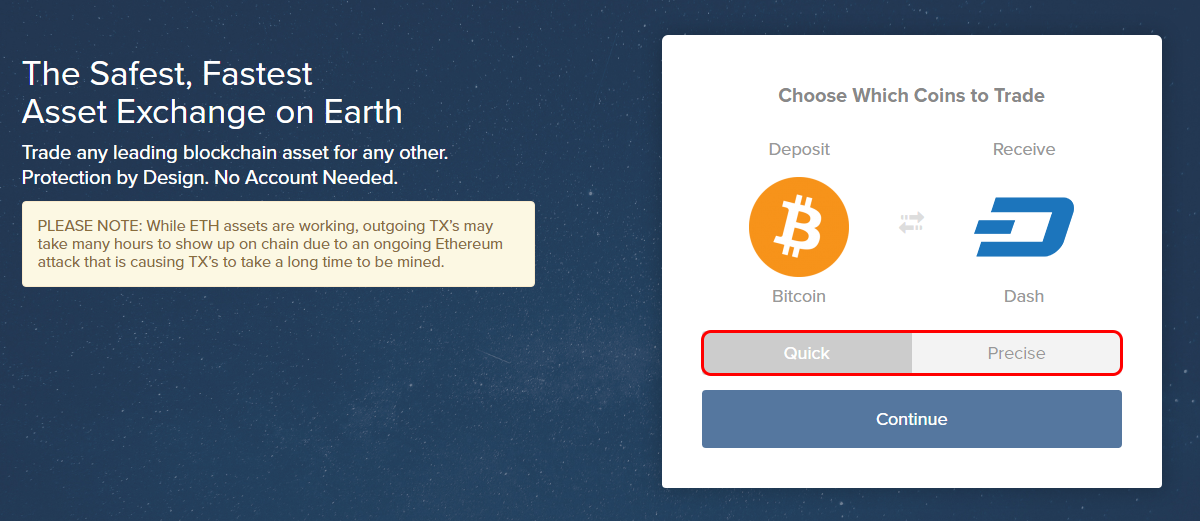 The Safest, Fastest
Asset Exchange on Earth
Trade any leading blockchain asset for any other.
Protection by Design. No Account Needed.
PLEASE NOTE: While ETH assets are working, outgoing TX's may
take many hours to show up on chain due to an ongoing Ethereum
attack that is causing TX's to take a long time to be mined.
Choose Which Coins to Trade
Deposit
Receive
Bitcoin
Dash
Quick
Precise
Continue